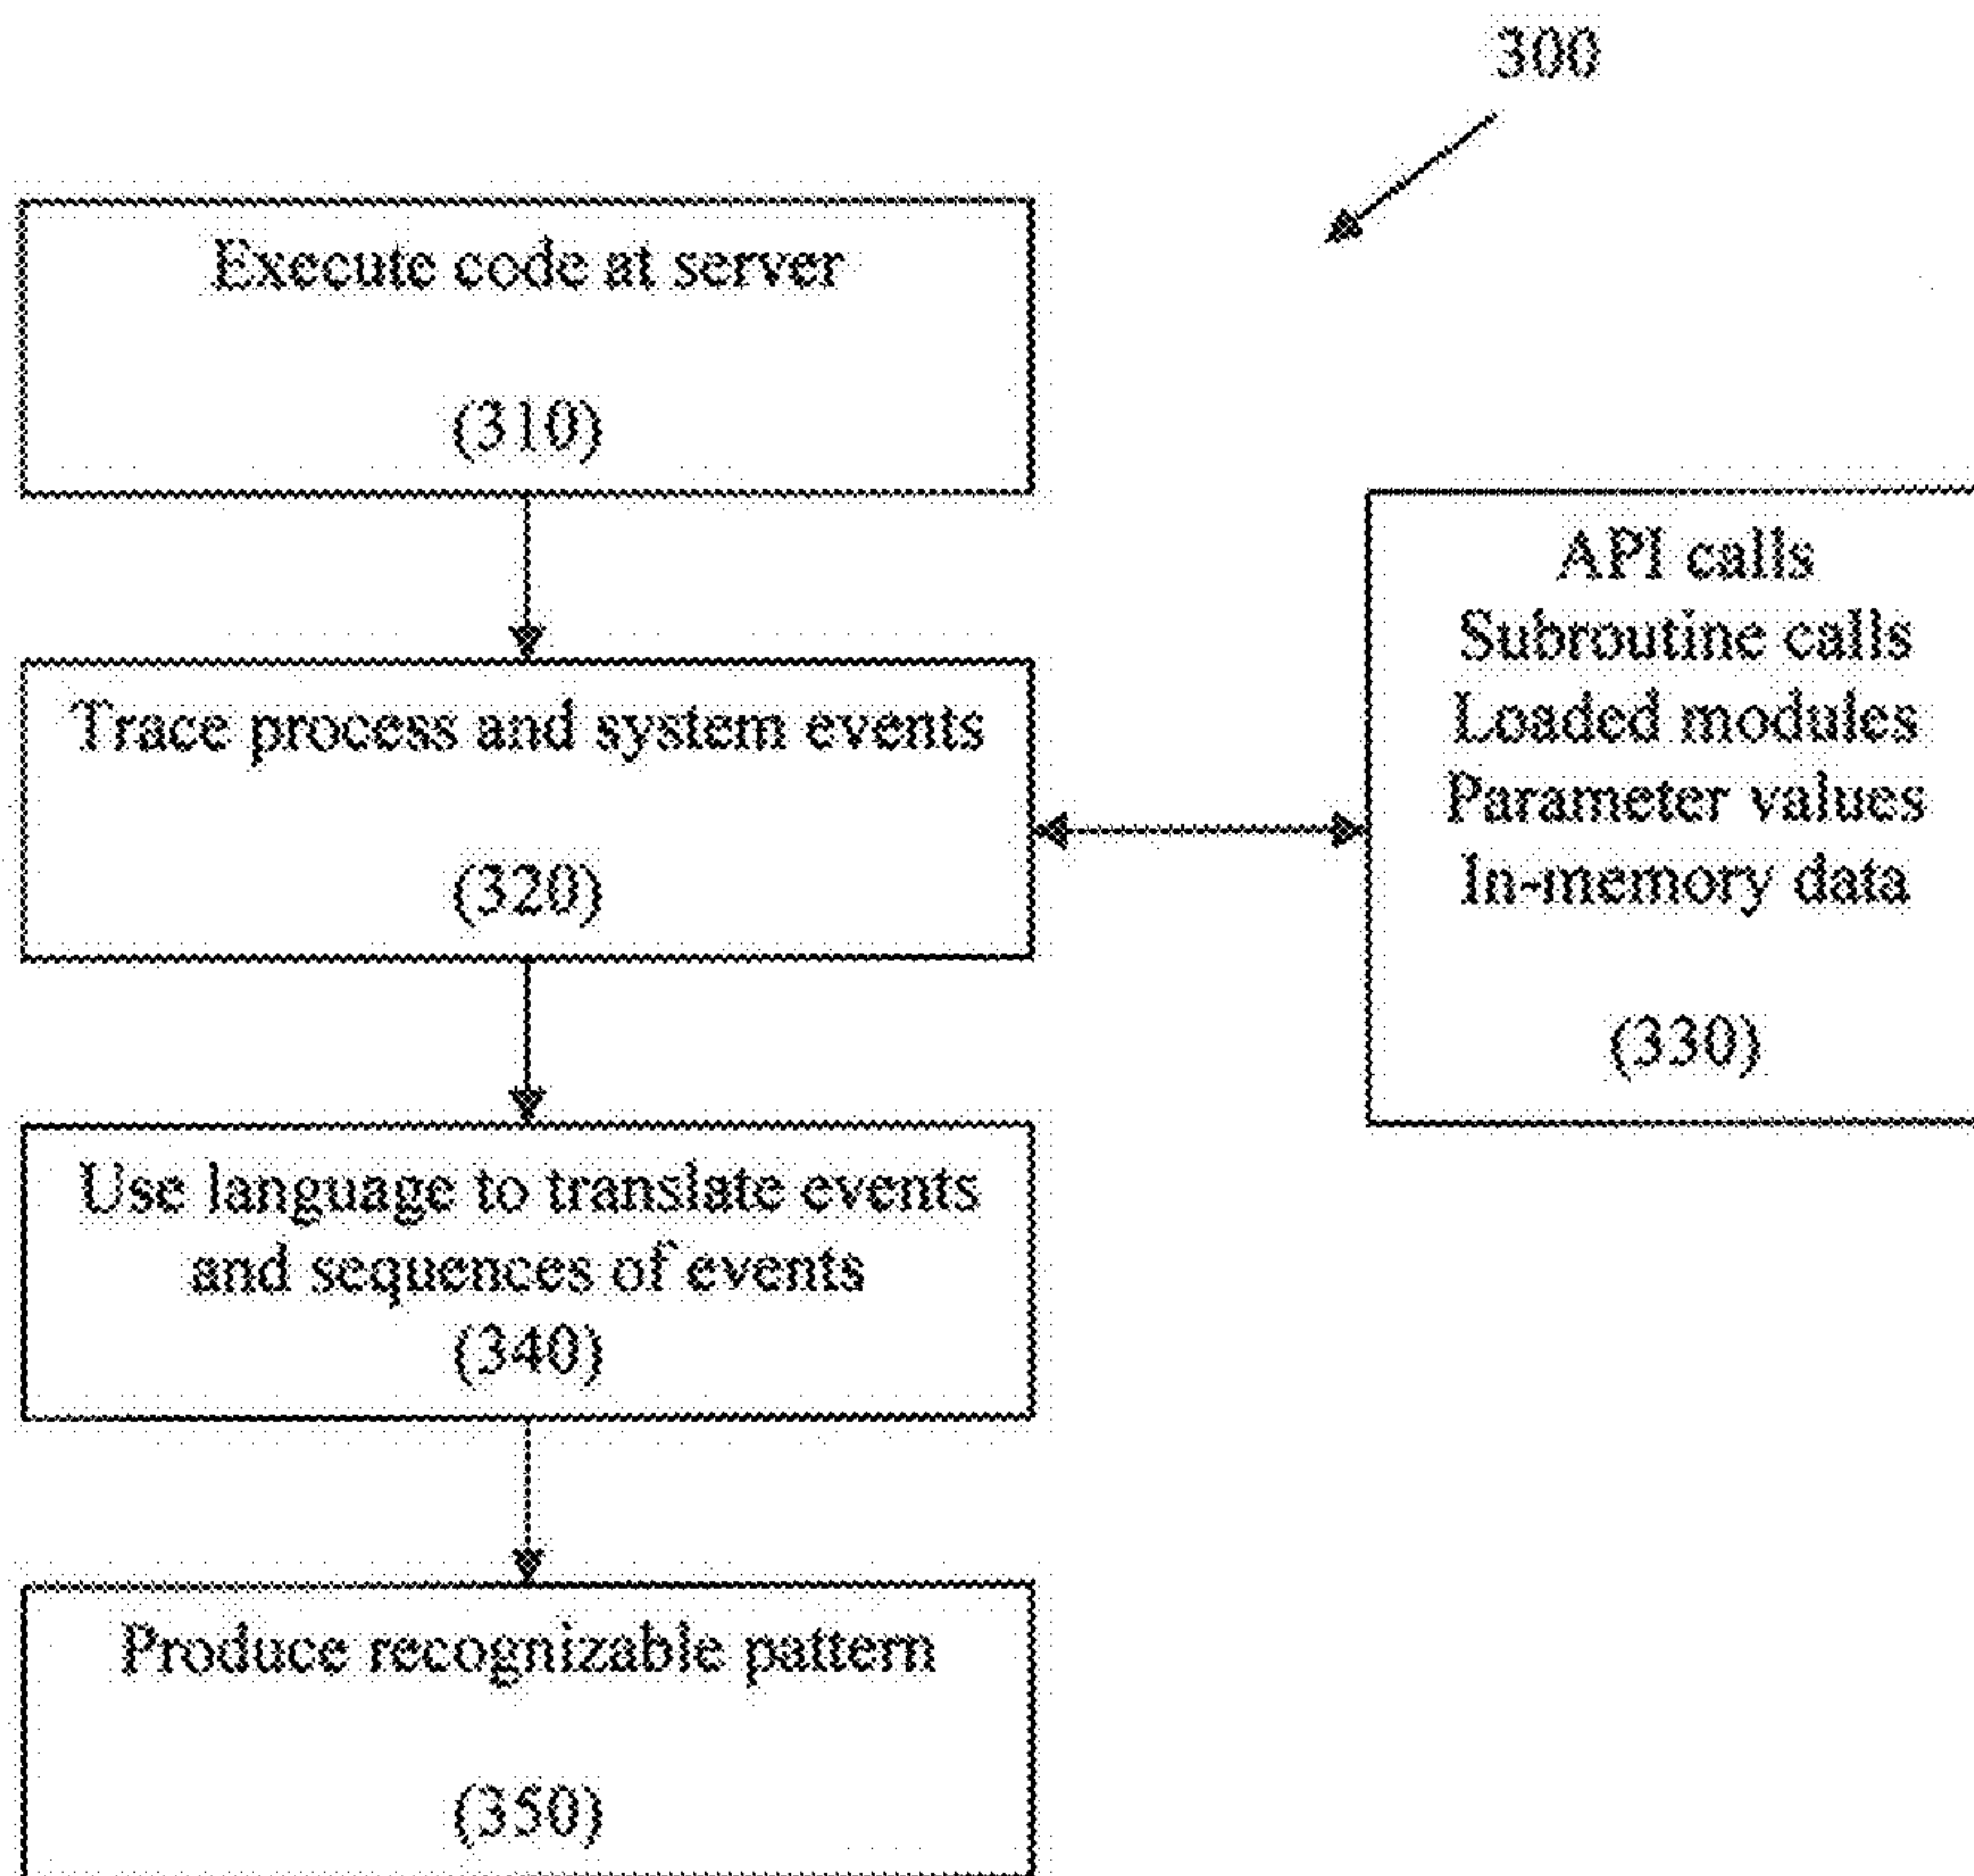 300
Execute code at server
(310)
Trace process and system events
(320)
API calls
Subroutine calls
Loaded modules
Parameter values
In-memory data
(330)
Use language to translate events
and sequences of events
(340)
Produce recognizable pattern
(350)